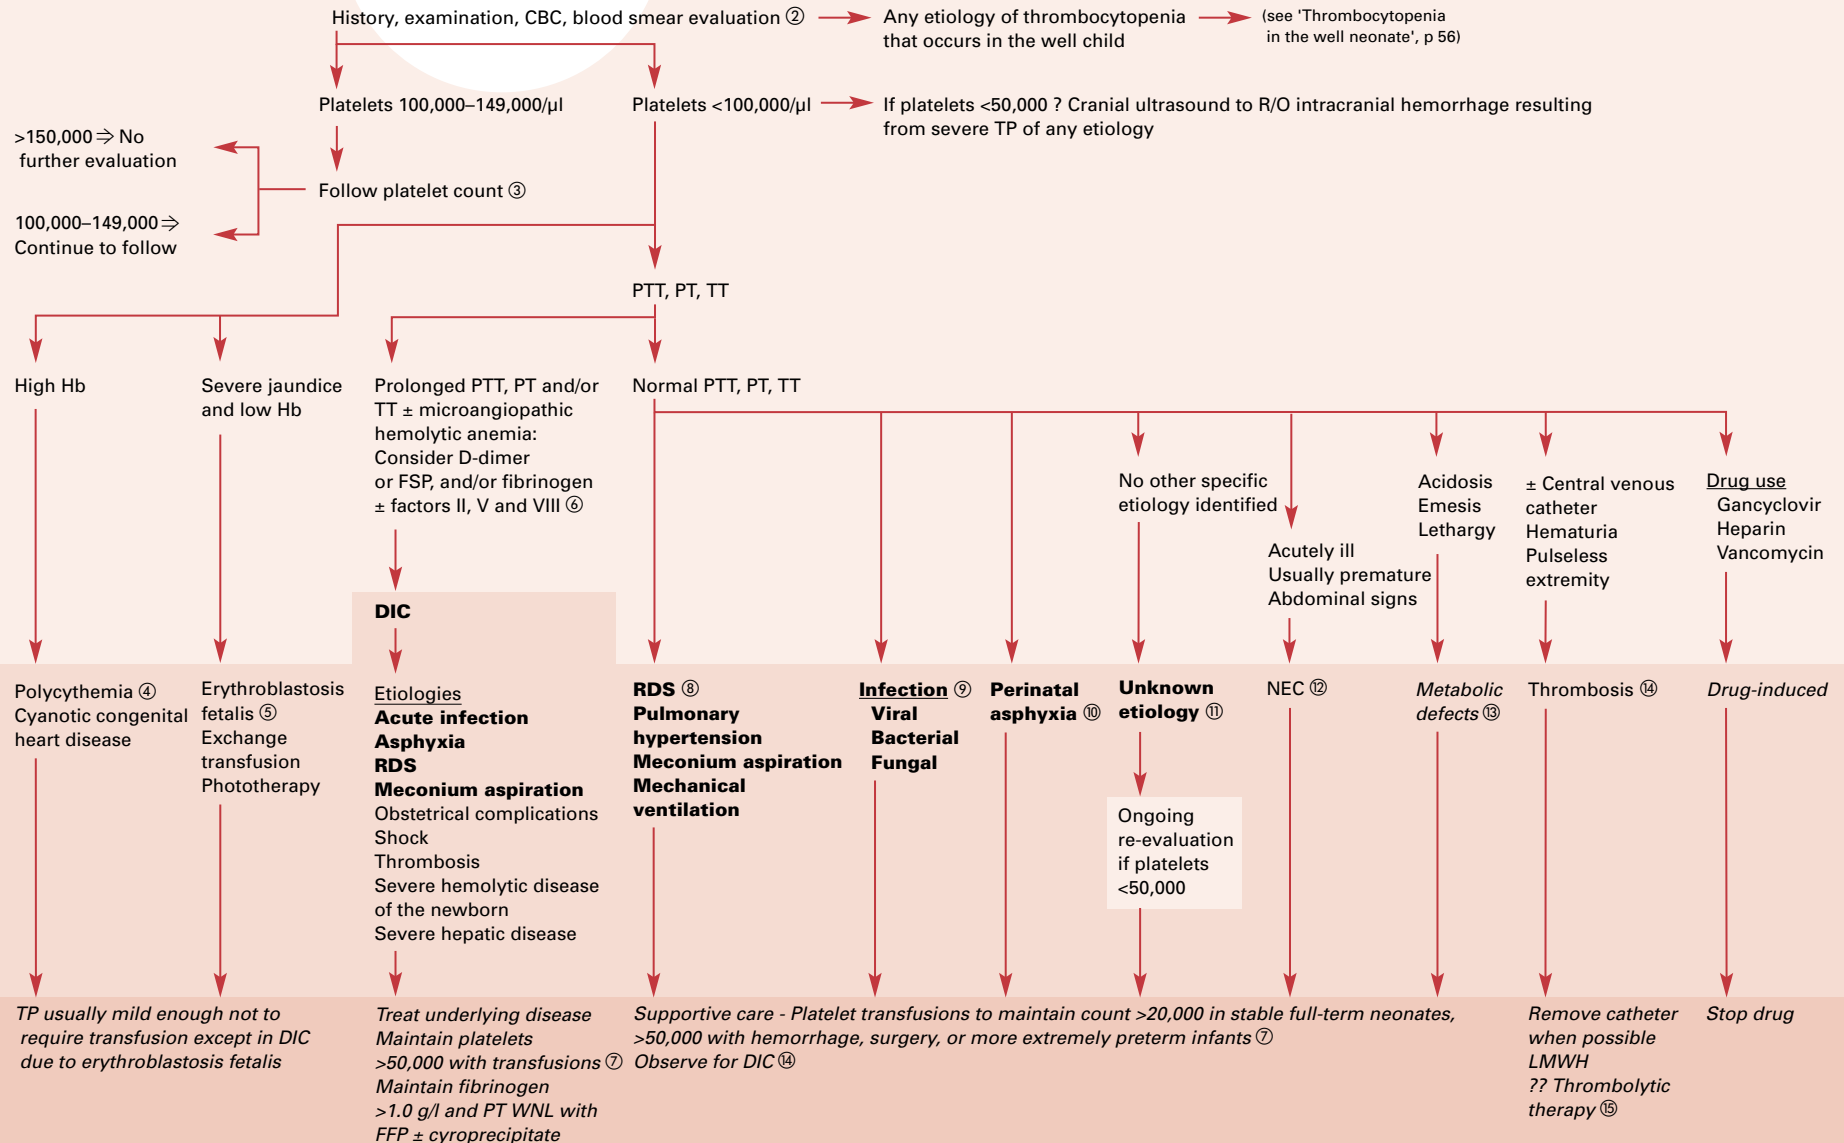 History, examination, CBC, blood smear evaluation ②
Any etiology of thrombocytopenia
that occurs in the well child
(see 'Thrombocytopenia
in the well neonate', p 56)
Platelets 100,000–149,000/µl
Platelets <100,000/µl
If platelets <50,000 ? Cranial ultrasound to R/O intracranial hemorrhage resulting
from severe TP of any etiology
>150,000 ⇒ No
further evaluation
Follow platelet count ③
100,000–149,000 ⇒
Continue to follow
PTT, PT, TT
High Hb
Severe jaundice
and low Hb
Prolonged PTT, PT and/or
TT ± microangiopathic
hemolytic anemia:
Consider D-dimer
or FSP, and/or fibrinogen
± factors II, V and VIII ⑥
Normal PTT, PT, TT
No other specific
etiology identified
Acutely ill
Usually premature
Abdominal signs
Acidosis
Emesis
Lethargy
± Central venous
catheter
Hematuria
Pulseless
extremity
Drug use
Gancyclovir
Heparin
Vancomycin
DIC
Polycythemia ④
Cyanotic congenital
heart disease
Erythroblastosis
fetalis ⑤
Exchange
transfusion
Phototherapy
Etiologies
Acute infection
Asphyxia
RDS
Meconium aspiration
Obstetrical complications
Shock
Thrombosis
Severe hemolytic disease
of the newborn
Severe hepatic disease
RDS ⑧
Pulmonary
hypertension
Meconium aspiration
Mechanical
ventilation
Infection ⑨
Viral
Bacterial
Fungal
Perinatal
asphyxia ⑩
Unknown
etiology ⑪
Ongoing
re-evaluation
if platelets
<50,000
NEC ⑫
Metabolic
defects ⑬
Thrombosis ⑭
Drug-induced
TP usually mild enough not to
require transfusion except in DIC
due to erythroblastosis fetalis
Treat underlying disease
Maintain platelets
>50,000 with transfusions ⑦
Maintain fibrinogen
>1.0 g/l and PT WNL with
FFP ± cyroprecipitate
Supportive care - Platelet transfusions to maintain count >20,000 in stable full-term neonates,
>50,000 with hemorrhage, surgery, or more extremely preterm infants ⑦
Observe for DIC ⑭
Remove catheter
when possible
LMWH
?? Thrombolytic
therapy ⑮
Stop drug